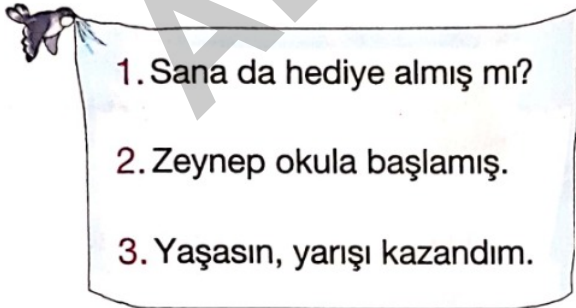 1. Sana da hediye almış mı?
2. Zeynep okula başlamış.
3. Yaşasın, yarışı kazandım.